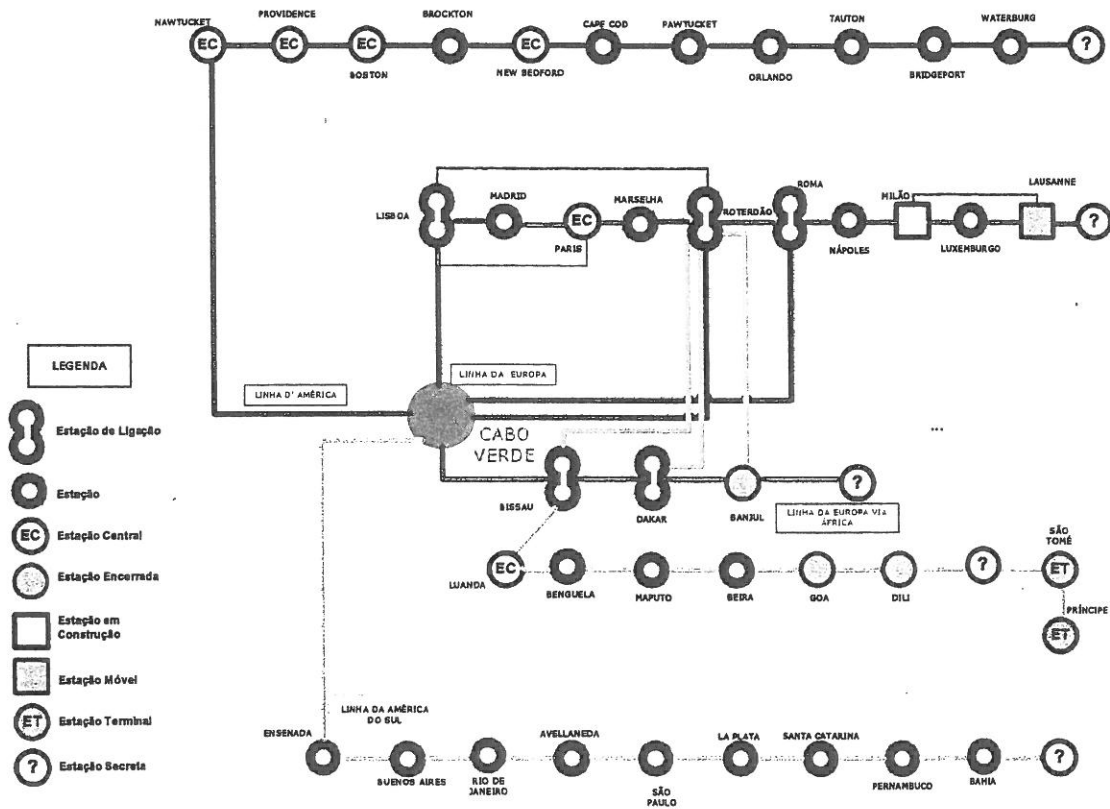 NAWTUCKET
PROVIDENCE
BROCKTON
CAPE COD
PAWTUCKET
TAUTON
WATERBURG
EC
EC
EC
EC
?
BOSTON
NEW BEDFORD
ORLANDO
BRIDGEPORT
LISBOA
MADRID
EC
PARIS
MARSELHA
ROTERDÃO
ROMA
NÁPOLES
MILÃO
LUXEMBURGO
LAUSANNE
?
LINHA D' AMÉRICA
LINHA DA EUROPA
CABO
VERDE
...
BISSAU
DAKAR
BANJUL
?
LINHA DA EUROPA VIA
ÁFRICA
LUANDA
EC
BENGUELA
MAPUTO
BEIRA
GOA
DILI
?
SÃO
TOMÉ
ET
PRÍNCIPE
ET
LINHA DA AMÉRICA
DO SUL
ENSENADA
BUENOS AIRES
RIO DE
JANEIRO
AVELLANEDA
SÃO
PAULO
LA PLATA
SANTA CATARINA
PERNAMBUCO
BAHIA
?
LEGENDA
Estação de Ligação
Estação
EC Estação Central
Estação Encerrada
Estação em
Construção
Estação Móvel
ET Estação Terminal
? Estação Secreta